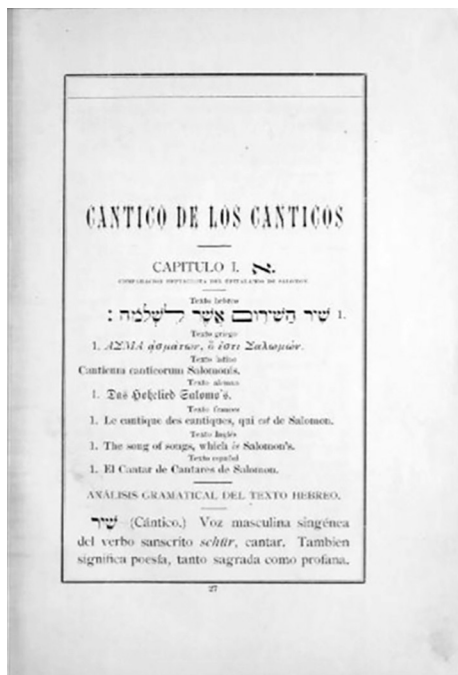 CANTICO DE LOS CANTICOS
CAPITULO I. א.
Texto hebreo
שִׁיר הַשִּׁירִים אֲשֶׁר לִשְׁלֹמֹה : 1.
Texto griego
1. ΑΣΜΑ ᾀσμάτων, ὅ ἐστι Σαλωμών.
Texto latino
Canticum canticorum Salomonis.
Texto aleman
1. Das Hohelied Salomo's.
Texto frances
1. Le cantique des cantiques, qui est de Salomon.
Texto Inglés
1. The song of songs, which is Salomon's.
Texto español
1. El Cantar de Cantares de Salomon.
ANÁLISIS GRAMATICAL DEL TEXTO HEBREO.
שִׁיר—(Cántico.) Voz masculina singénea
del verbo sanscrito schür, cantar. Tambien
significa poesía, tanto sagrada como profana.
27